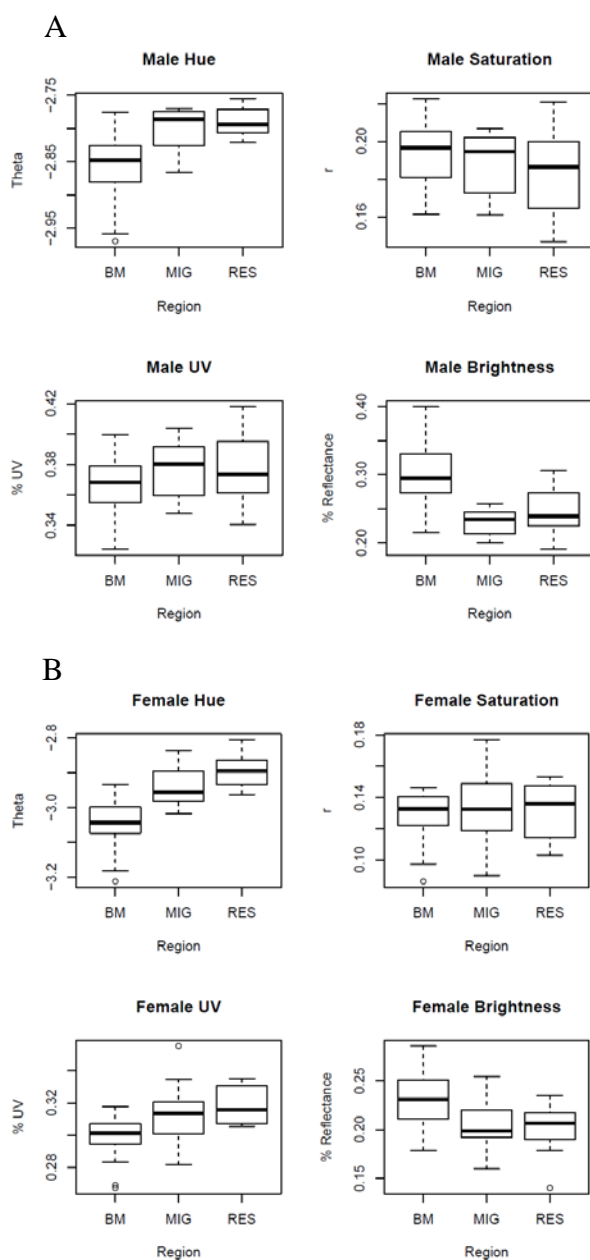 A
Male Hue
Theta
−2.75
−2.85
−2.95
BM MIG RES
Region
Male Saturation
r
0.20
0.16
BM MIG RES
Region
Male UV
% UV
0.42
0.38
0.34
BM MIG RES
Region
Male Brightness
% Reflectance
0.40
0.30
0.20
BM MIG RES
Region
B
Female Hue
Theta
−2.8
−3.0
−3.2
BM MIG RES
Region
Female Saturation
r
0.18
0.14
0.10
BM MIG RES
Region
Female UV
% UV
0.32
0.28
BM MIG RES
Region
Female Brightness
% Reflectance
0.25
0.20
0.15
BM MIG RES
Region